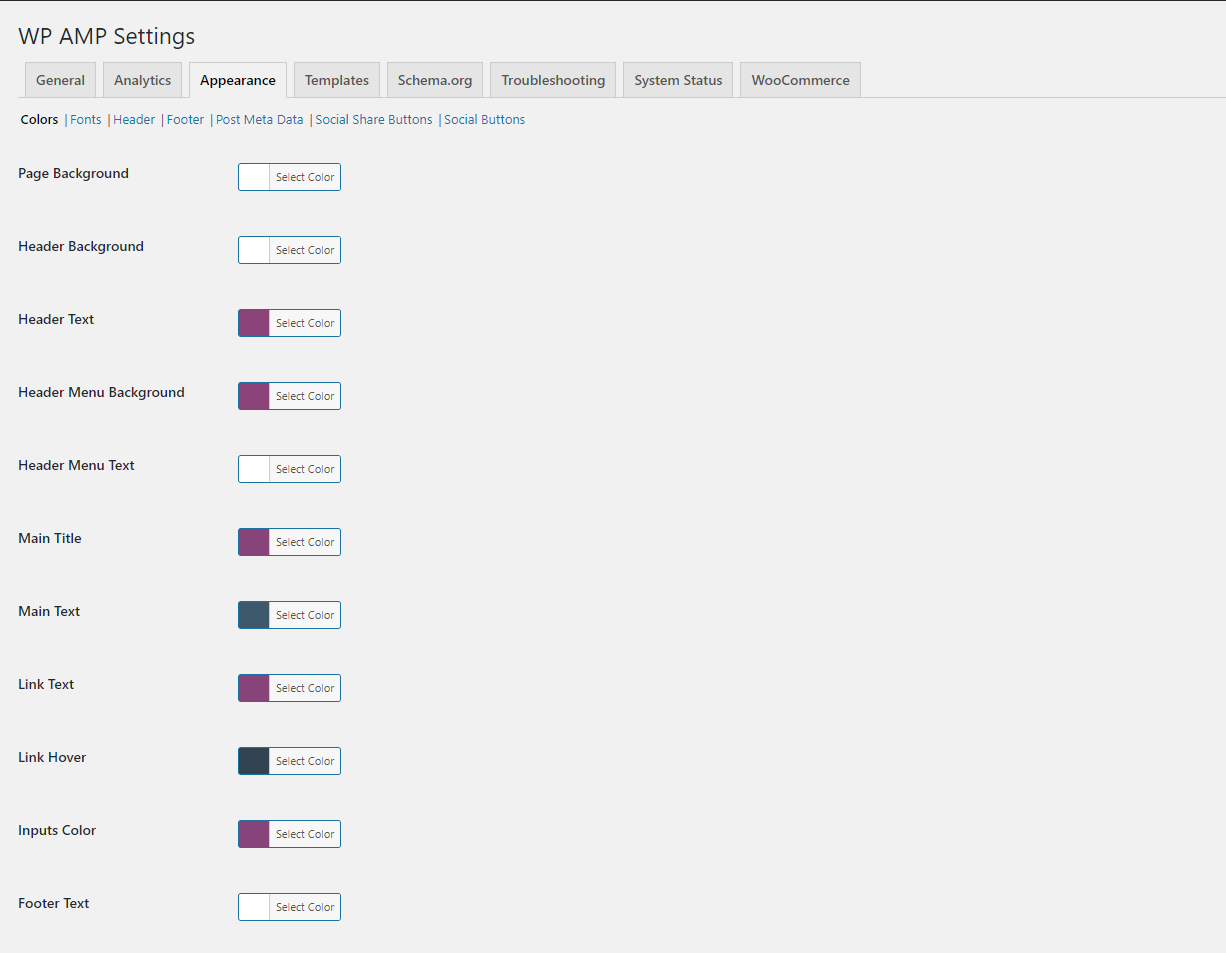 WP AMP Settings
General Analytics Appearance Templates Schema.org Troubleshooting System Status WooCommerce
Colors | Fonts | Header | Footer | Post Meta Data | Social Share Buttons | Social Buttons
Page Background Select Color
Header Background Select Color
Header Text Select Color
Header Menu Background Select Color
Header Menu Text Select Color
Main Title Select Color
Main Text Select Color
Link Text Select Color
Link Hover Select Color
Inputs Color Select Color
Footer Text Select Color